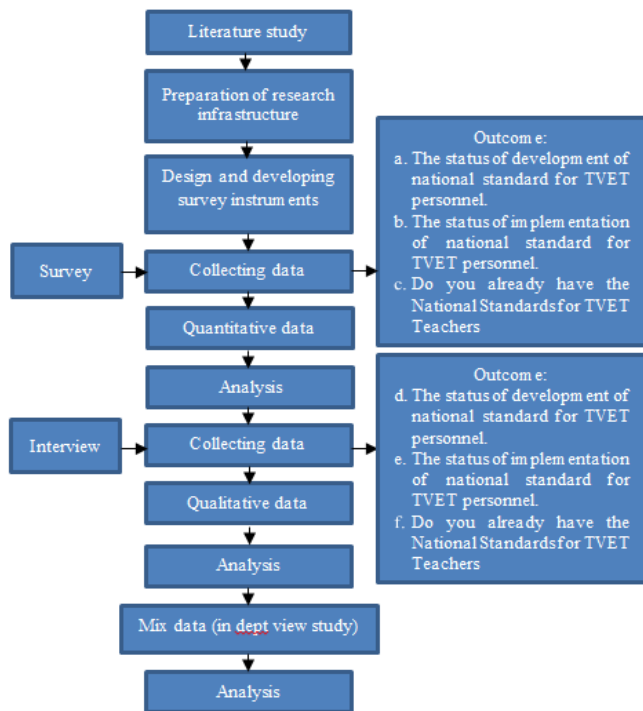 Literature study
Preparation of research
infrastructure
Design and developing
survey instruments
Survey
Collecting data
Outcome:
a. The status of development of
national standard for TVET
personnel.
b. The status of implementation
of national standard for
TVET personnel.
c. Do you already have the
National Standards for TVET
Teachers
Quantitative data
Analysis
Interview
Collecting data
Outcome:
d. The status of development of
national standard for TVET
personnel.
e. The status of implementation
of national standard for
TVET personnel.
f. Do you already have the
National Standards for TVET
Teachers
Qualitative data
Analysis
Mix data (in dept view study)
Analysis